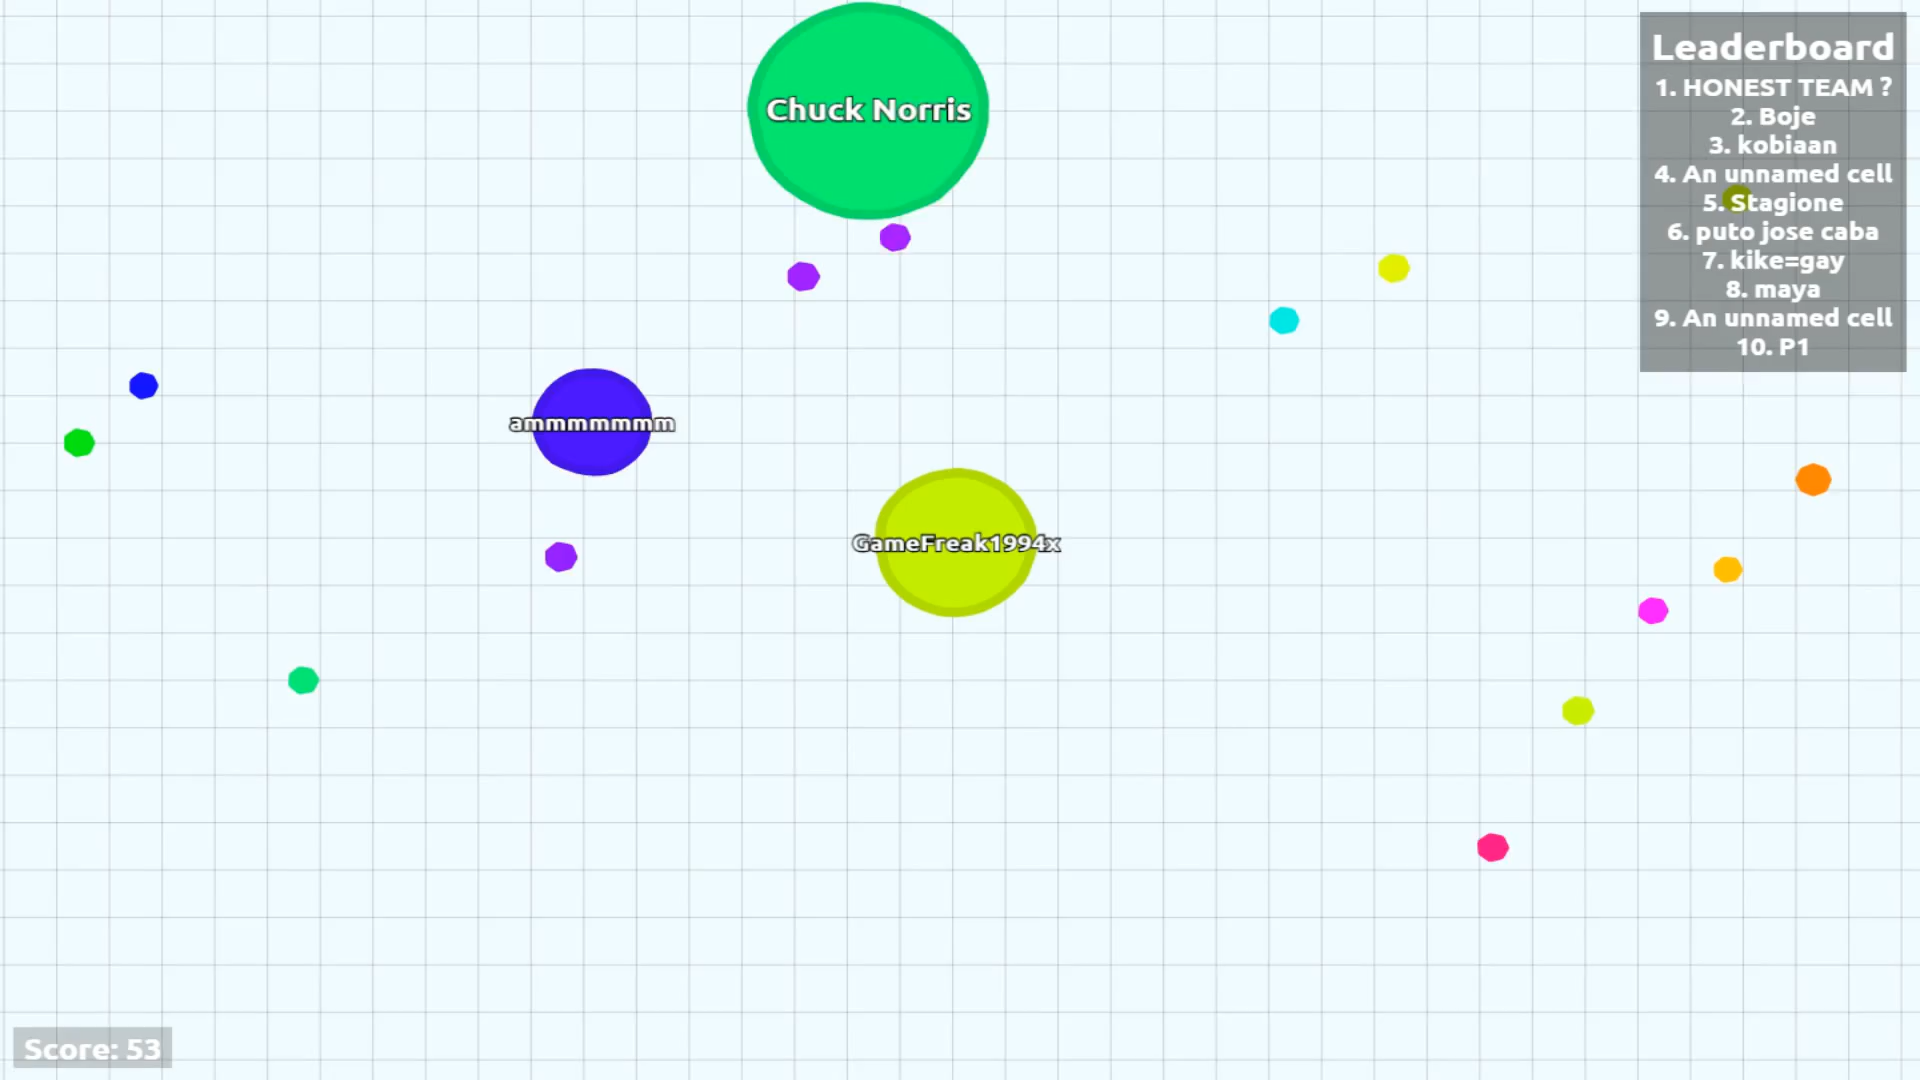 Chuck Norris
Leaderboard
1. HONEST TEAM ?
2. Boje
3. kobiaan
4. An unnamed cell
5. Stagione
6. puto jose caba
7. kike=gay
8. maya
9. An unnamed cell
10. P1
ammmmmmm
GameFreak1994x
Score: 53